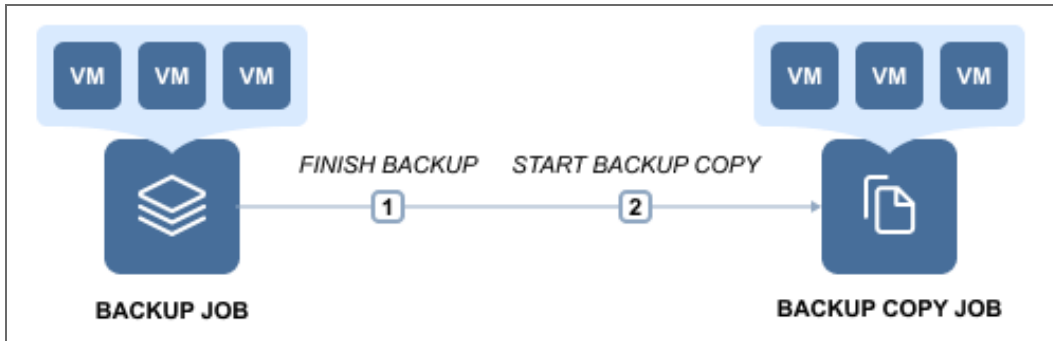 VM VM VM
VM VM VM
FINISH BACKUP
START BACKUP COPY
1
2
BACKUP JOB
BACKUP COPY JOB